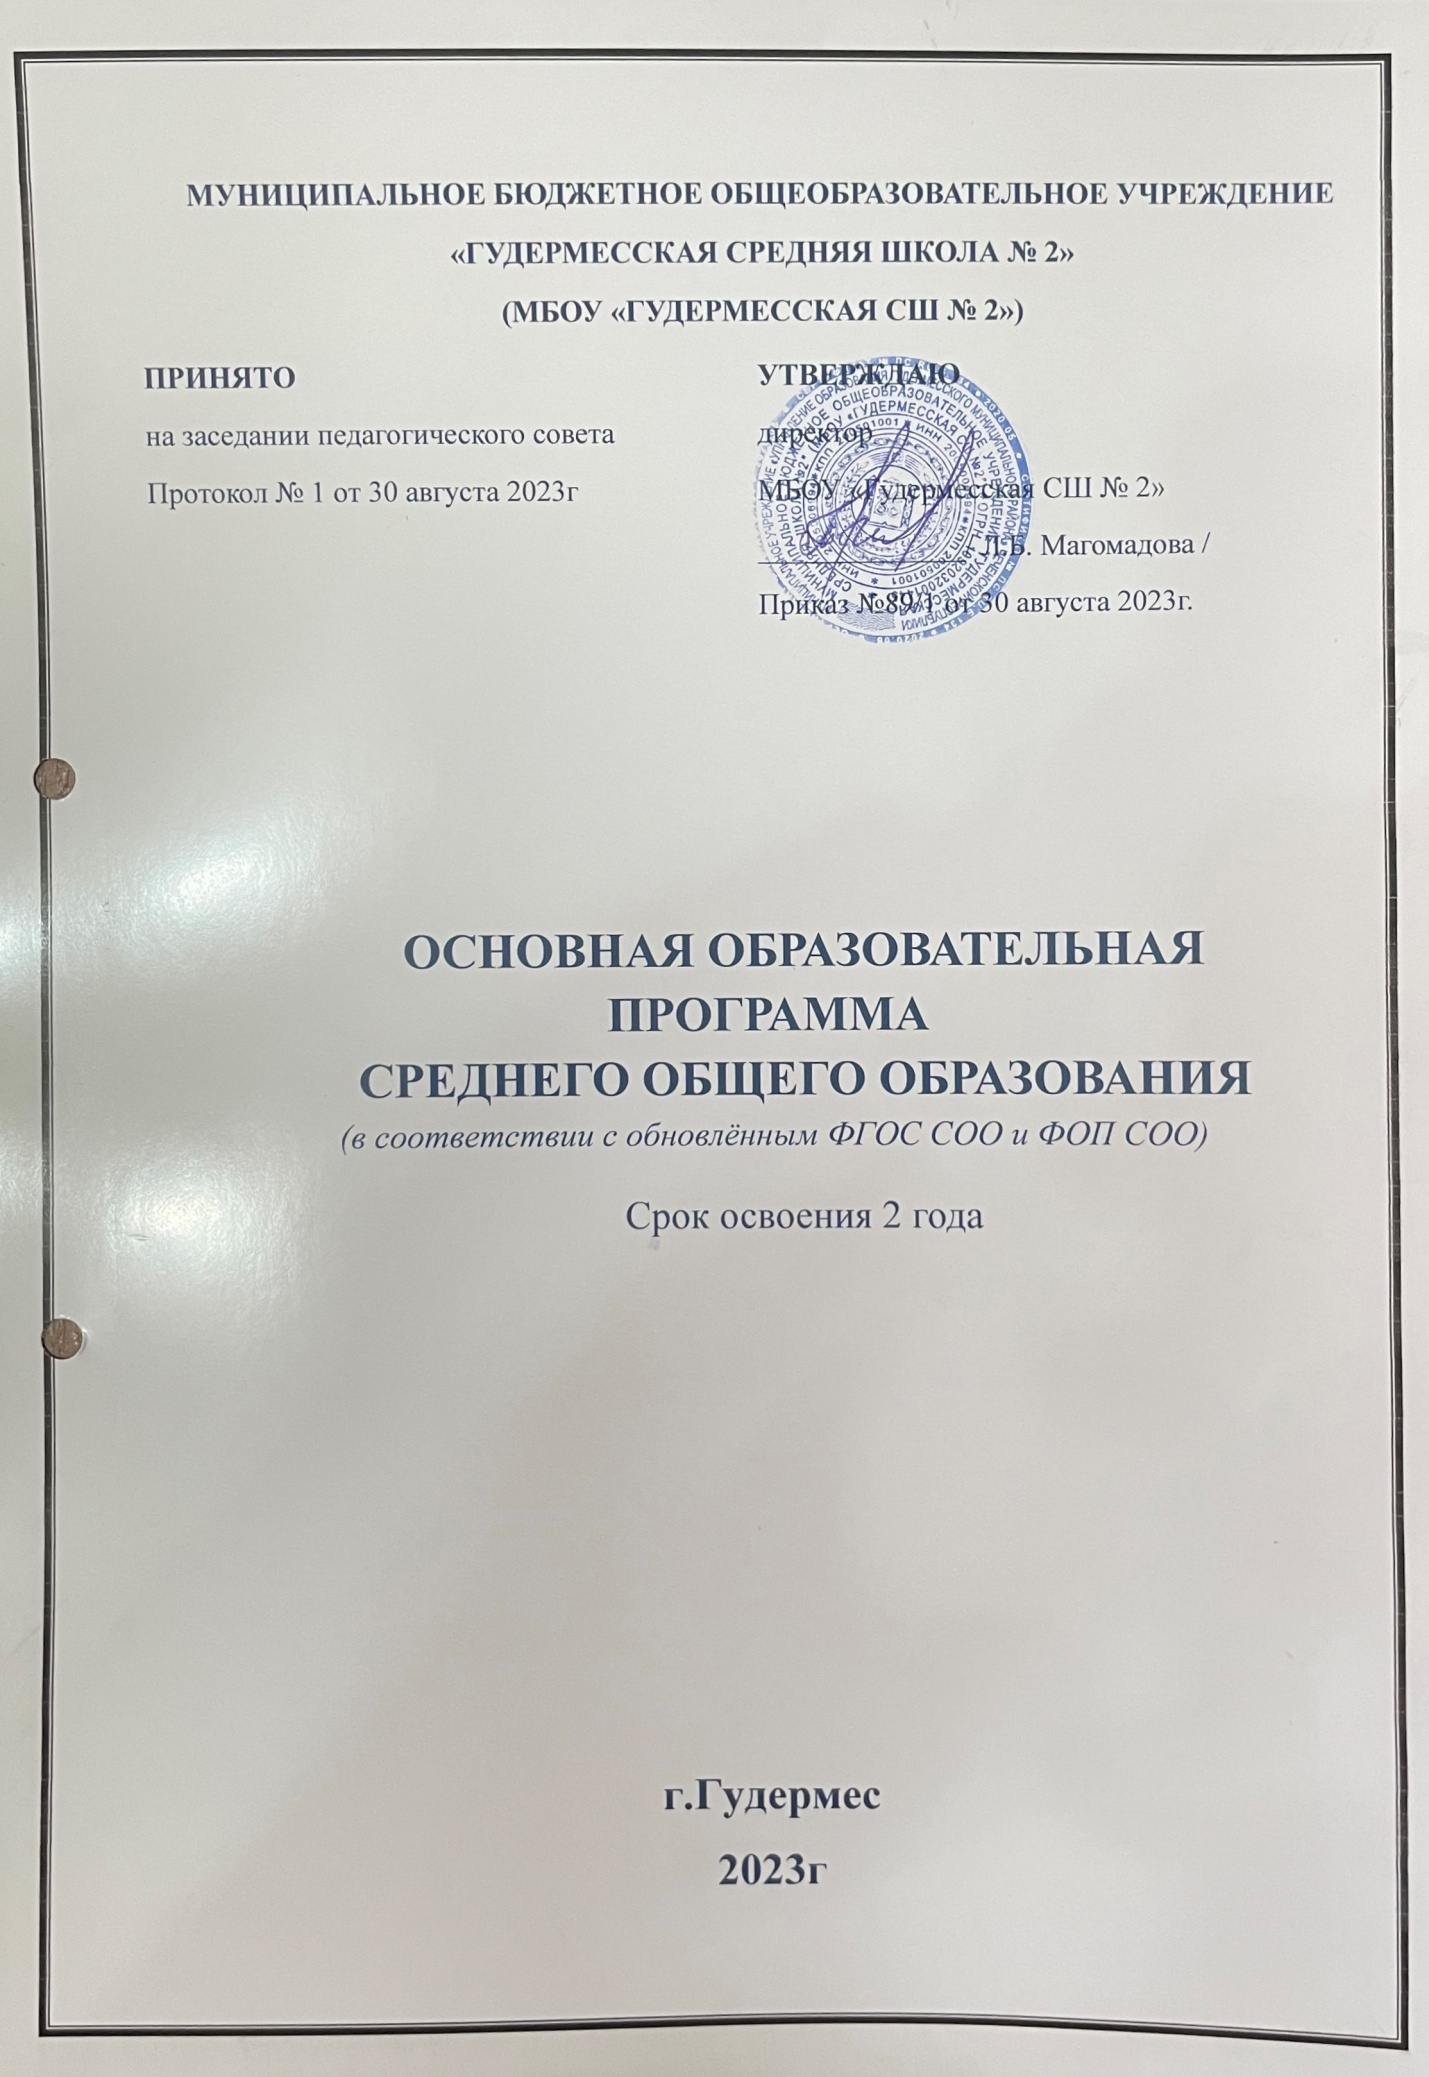 МУНИЦИПАЛЬНОЕ БЮДЖЕТНОЕ ОБЩЕОБРАЗОВАТЕЛЬНОЕ УЧРЕЖДЕНИЕ
«ГУДЕРМЕССКАЯ СРЕДНЯЯ ШКОЛА № 2»
(МБОУ «ГУДЕРМЕССКАЯ СШ № 2»)
ПРИНЯТО
на заседании педагогического совета
Протокол № 1 от 30 августа 2023г
УТВЕРЖДАЮ
директор
МБОУ «Гудермесская СШ № 2»
Л.Б. Магомадова /
Приказ №89/1 от 30 августа 2023г.
ОСНОВНАЯ ОБРАЗОВАТЕЛЬНАЯ
ПРОГРАММА
СРЕДНЕГО ОБЩЕГО ОБРАЗОВАНИЯ
(в соответствии с обновлённым ФГОС СОО и ФОП СОО)
Срок освоения 2 года
г.Гудермес
2023г